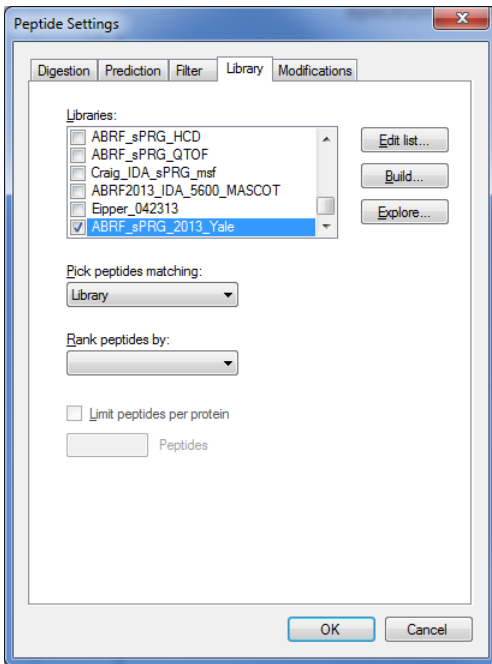 Peptide Settings
Digestion Prediction Filter Library Modifications
Libraries:
ABRF_sPRG_HCD
ABRF_sPRG_QTOF
Craig_IDA_sPRG_msf
ABRF2013_IDA_5600_MASCOT
Eipper_042313
ABRF_sPRG_2013_Yale
Edit list...
Build...
Explore...
Pick peptides matching:
Library
Rank peptides by:
Limit peptides per protein
Peptides
OK Cancel